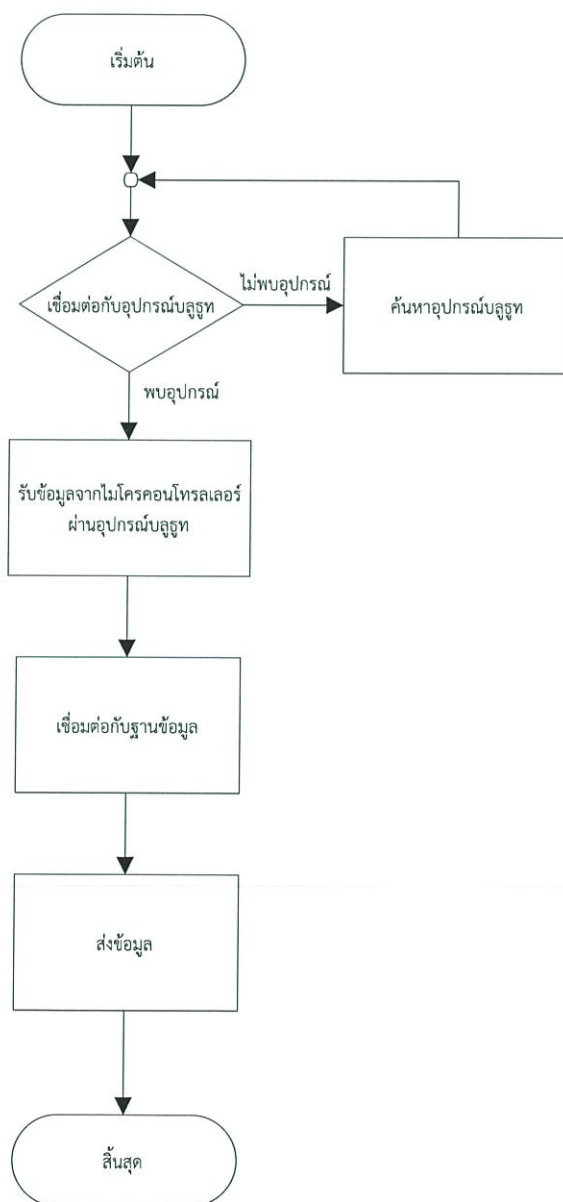 เริ่มต้น
เชื่อมต่อกับอุปกรณ์บลูธูท
ไม่พบอุปกรณ์
ค้นหาอุปกรณ์บลูธูท
พบอุปกรณ์
รับข้อมูลจากไมโครคอนโทรลเลอร์
ผ่านอุปกรณ์บลูธูท
เชื่อมต่อกับฐานข้อมูล
ส่งข้อมูล
สิ้นสุด